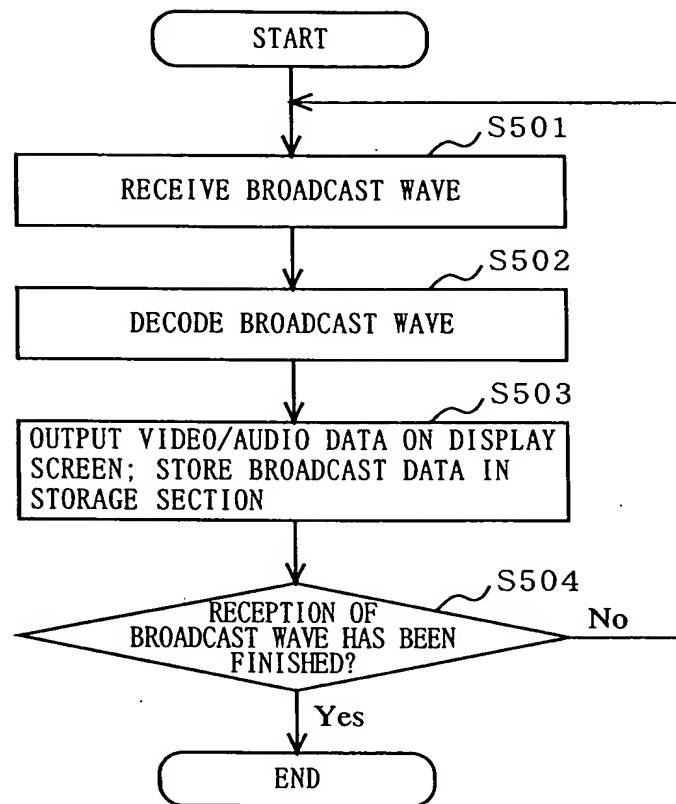 START
S501
RECEIVE BROADCAST WAVE
S502
DECODE BROADCAST WAVE
S503
OUTPUT VIDEO/AUDIO DATA ON DISPLAY
SCREEN; STORE BROADCAST DATA IN
STORAGE SECTION
S504
RECEPTION OF
BROADCAST WAVE HAS BEEN
FINISHED?
No
Yes
END